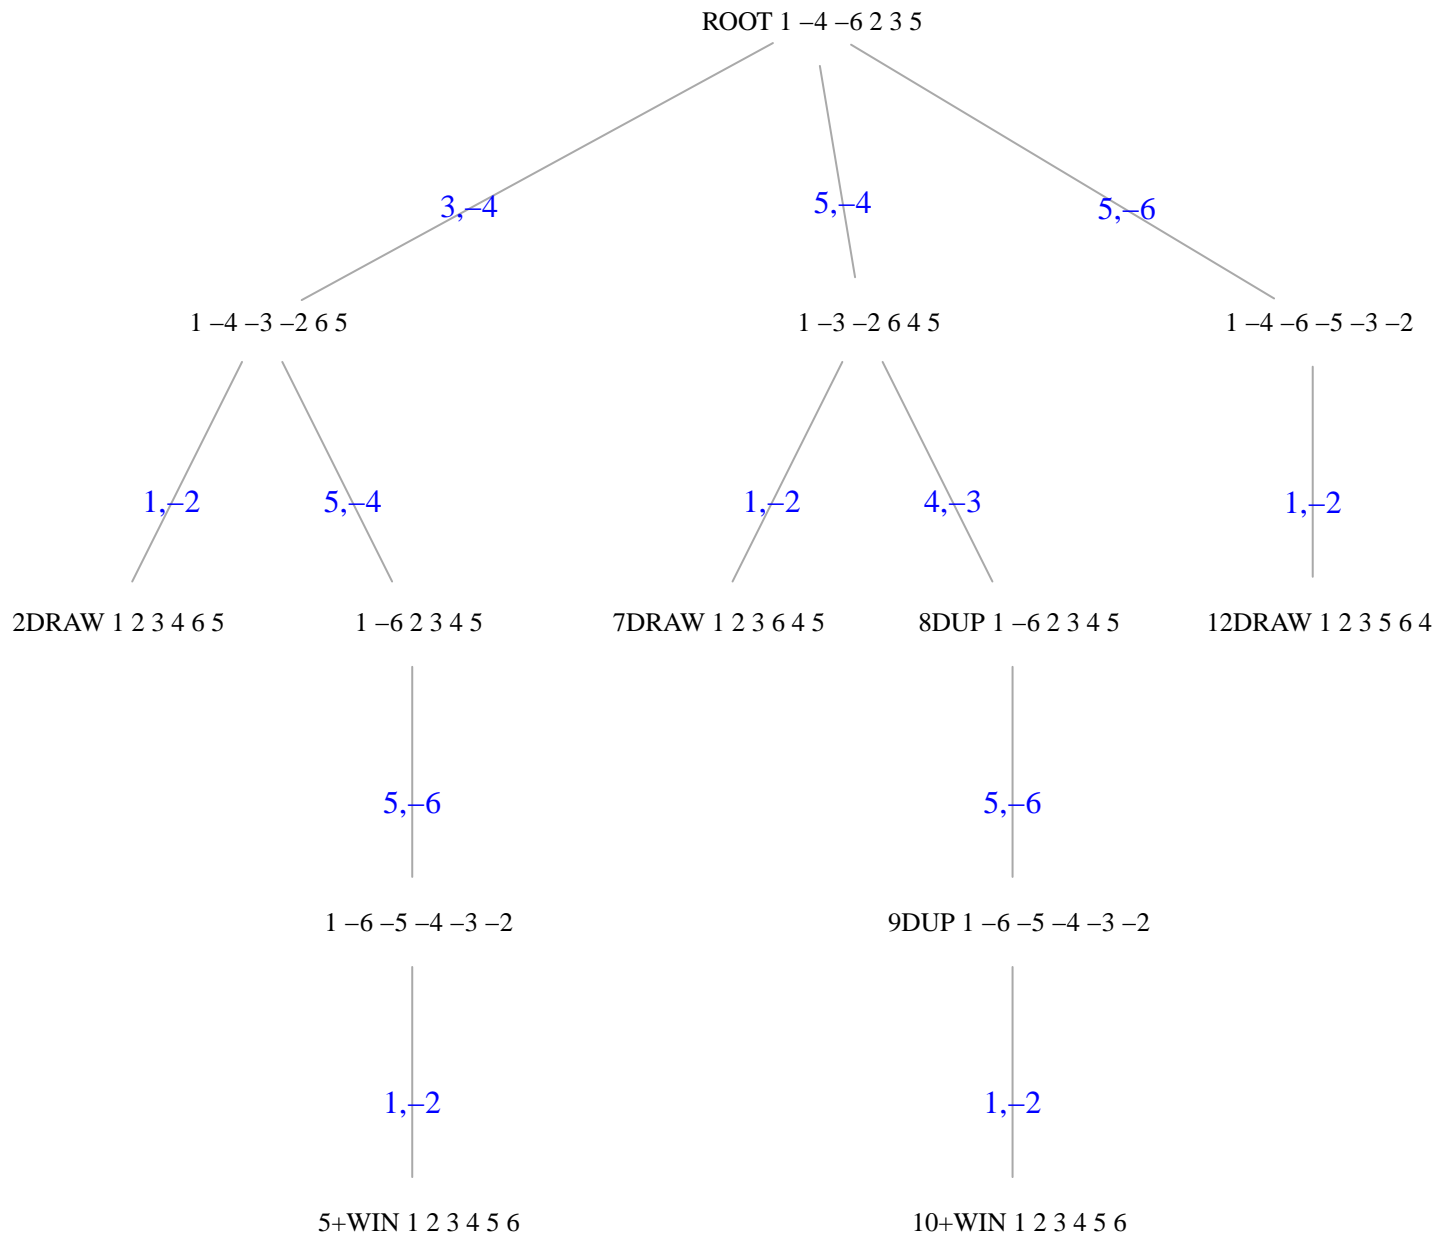 ROOT 1 –4 –6 2 3 5
3,–4
5,–4
5,–6
1 –4 –3 –2 6 5
1 –3 –2 6 4 5
1 –4 –6 –5 –3 –2
1,–2
5,–4
1,–2
4,–3
1,–2
2DRAW 1 2 3 4 6 5
1 –6 2 3 4 5
7DRAW 1 2 3 6 4 5
8DUP 1 –6 2 3 4 5
12DRAW 1 2 3 5 6 4
5,–6
5,–6
1 –6 –5 –4 –3 –2
9DUP 1 –6 –5 –4 –3 –2
1,–2
1,–2
5+WIN 1 2 3 4 5 6
10+WIN 1 2 3 4 5 6